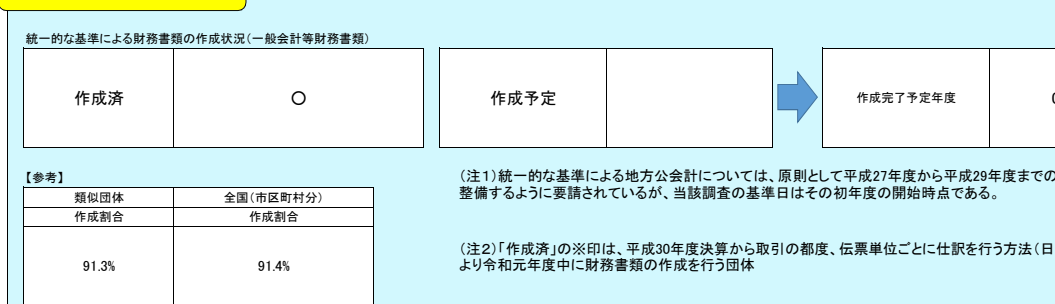 統一的な基準による財務書類の作成状況(一般会計等財務書類)
作成済
○
作成予定
作成完了予定年度
【参考】
類似団体
全国(市区町村分)
作成割合
作成割合
91.3%
91.4%
(注1)統一的な基準による地方公会計については、原則として平成27年度から平成29年度までの
整備するように要請されているが、当該調査の基準日はその初年度の開始時点である。
(注2)「作成済」の※印は、平成30年度決算から取引の都度、伝票単位ごとに仕訳を行う方法(日
より令和元年度中に財務書類の作成を行う団体